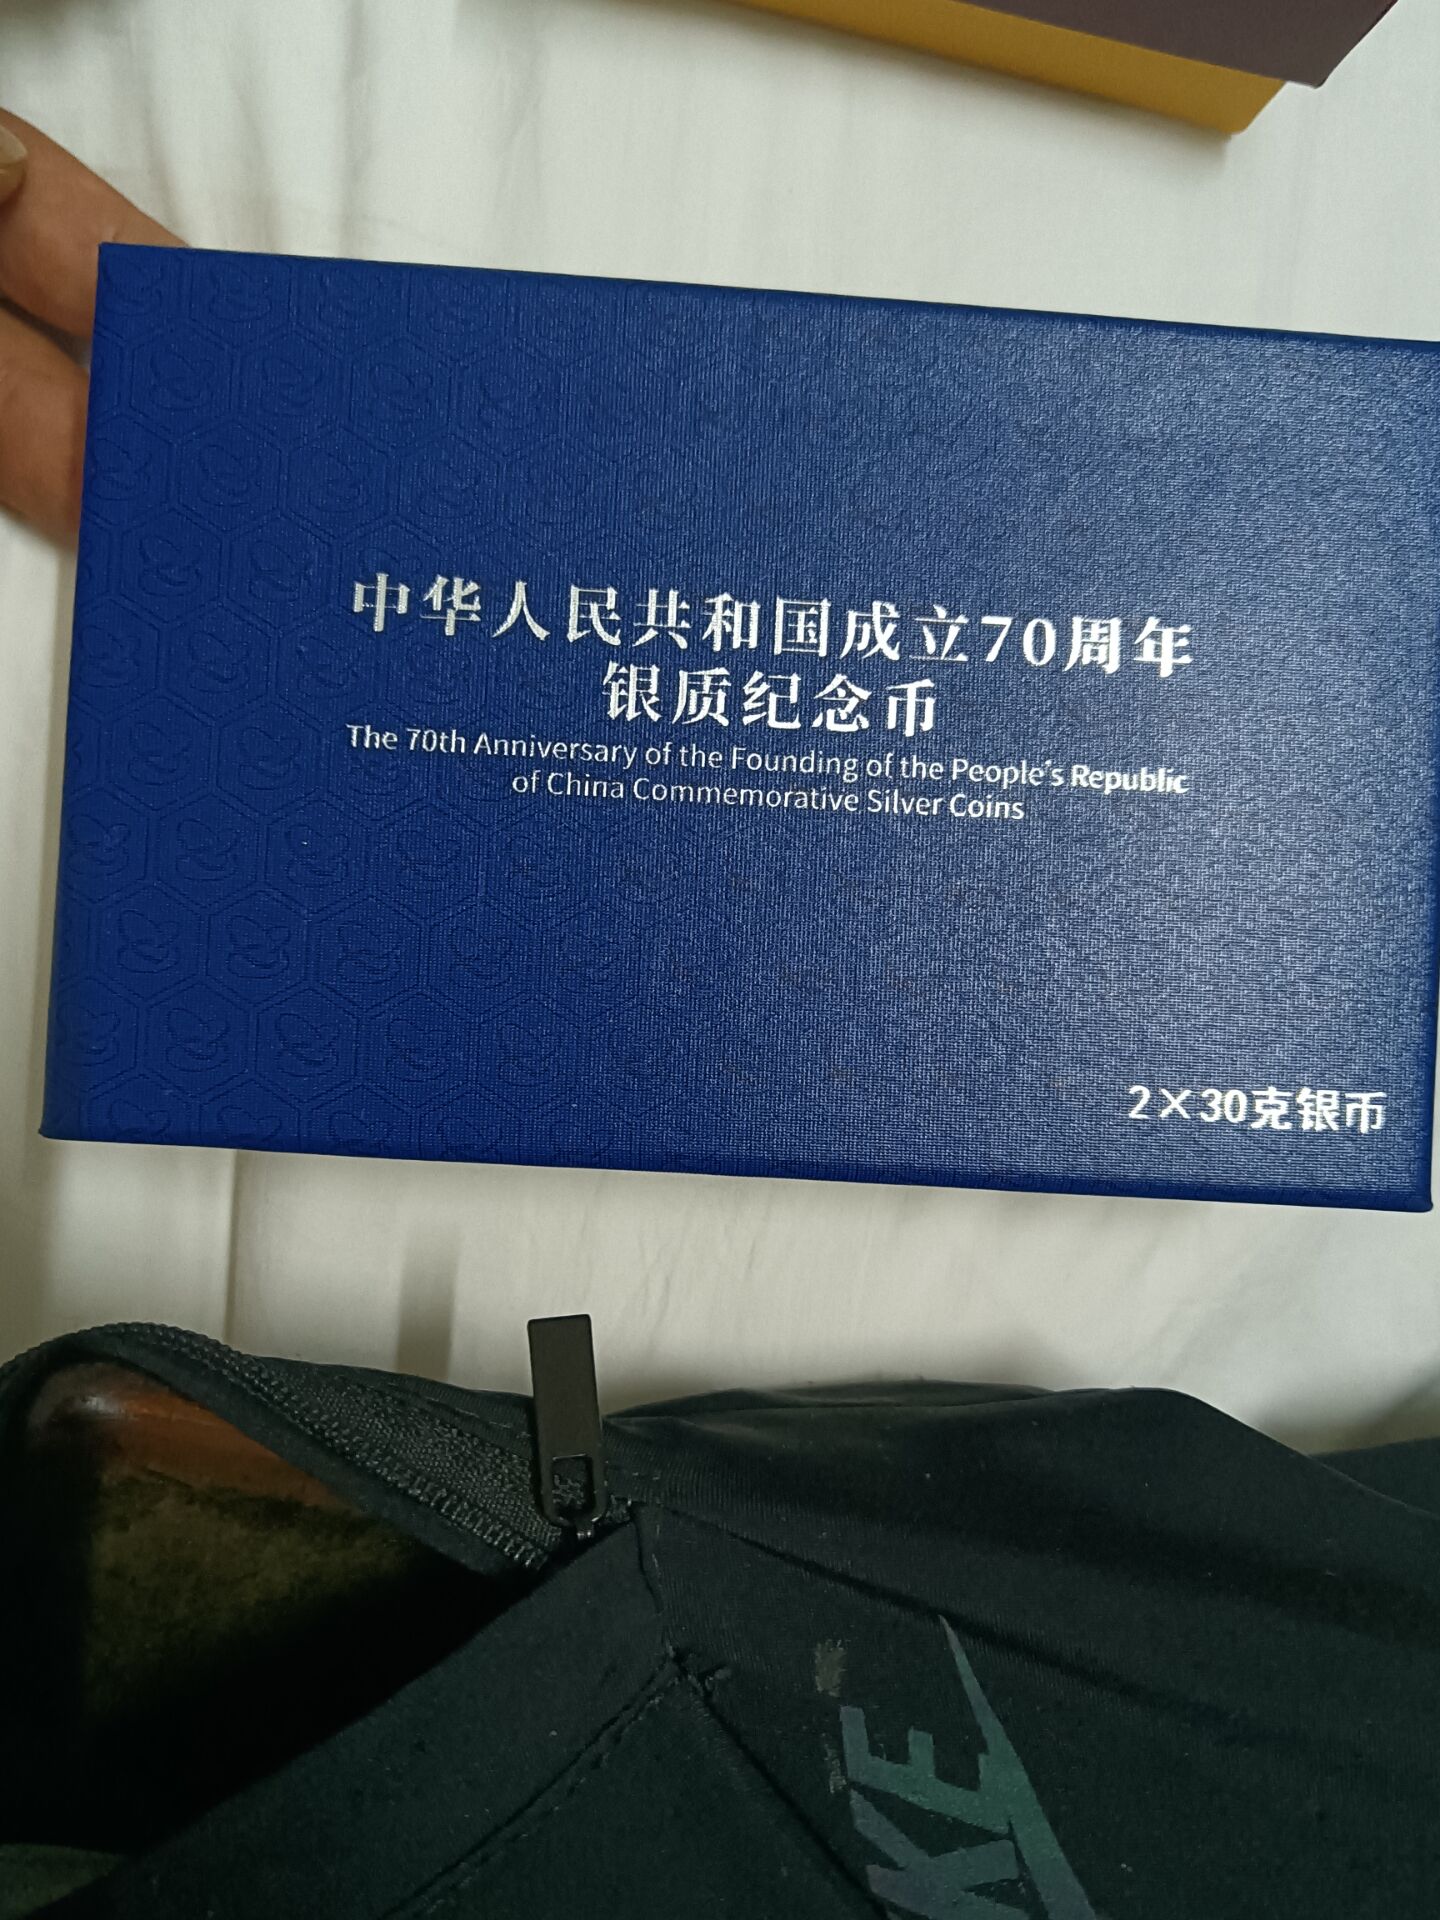 中华人民共和国成立70周年
银质纪念币
The 70th Anniversary of the Founding of the People's Republic
of China Commemorative Silver Coins
2×30克银币